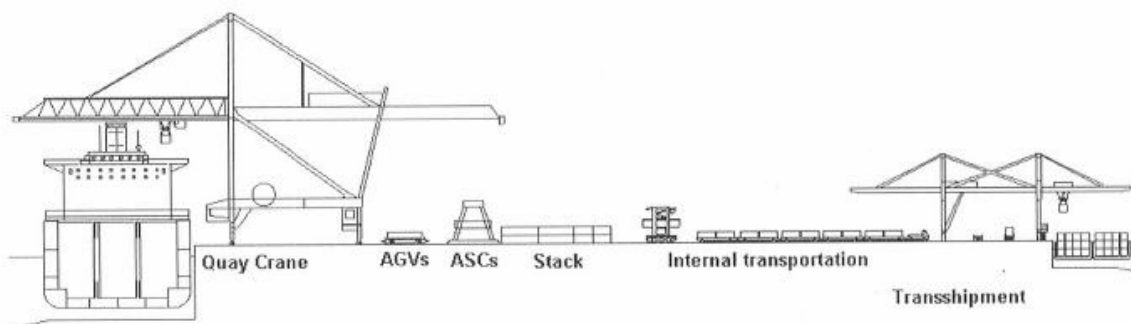 Quay Crane
AGVs
ASCs
Stack
Internal transportation
Transshipment